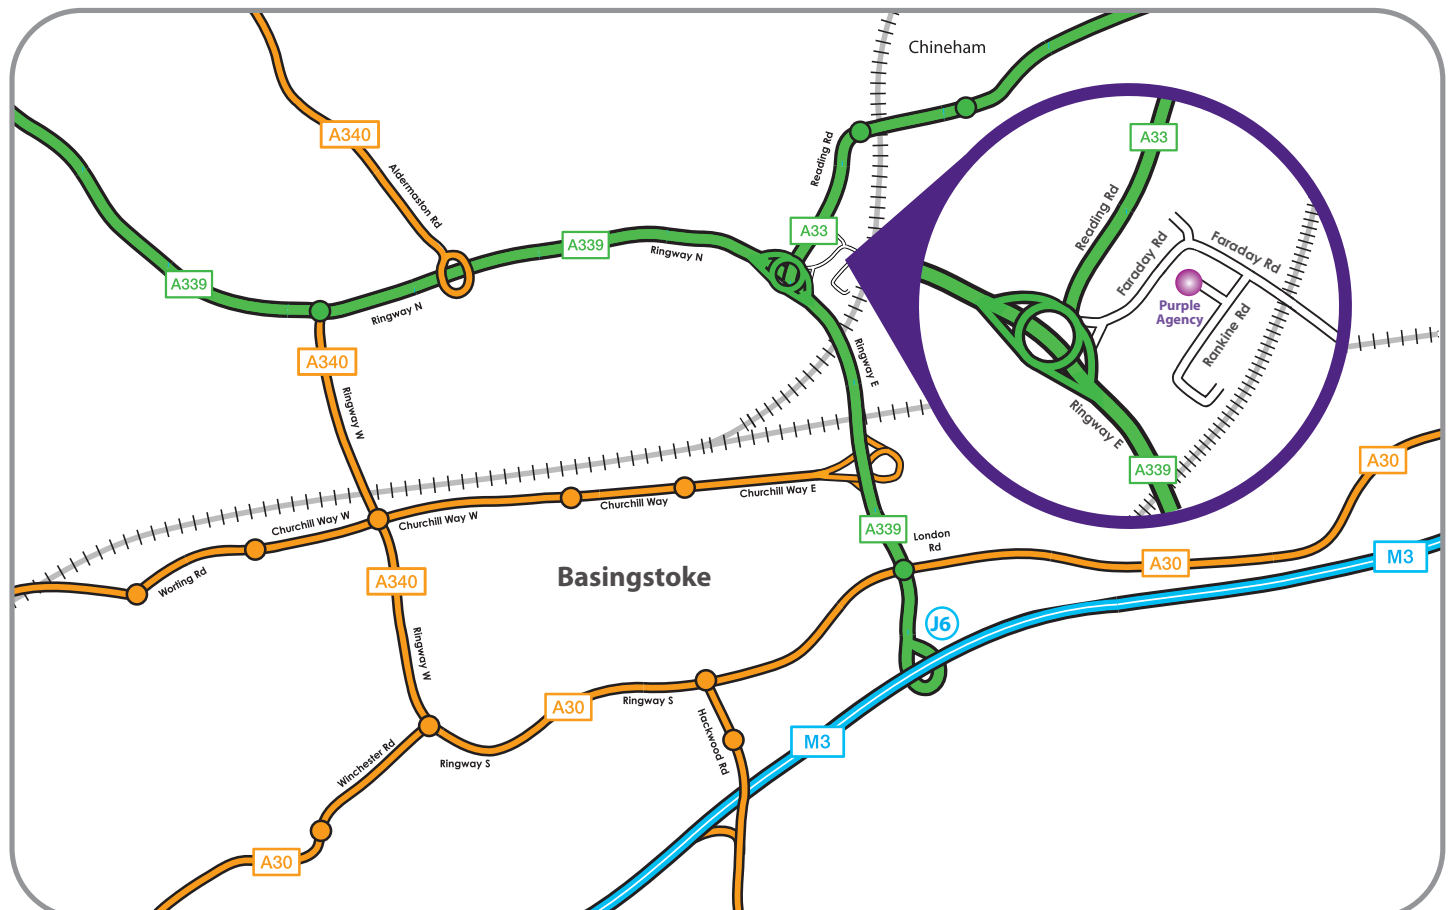 Chineham
A340
A33
Reading Rd
Aldermaston Rd
Reading Rd
A33
Faraday Rd
Faraday Rd
A339
Ringway N
A339
Purple
Agency
Rankine Rd
Ringway N
A340
Ringway E
Ringway W
Ringway E
A339
A30
Churchill Way E
Churchill Way
Churchill Way W
Churchill Way W
A339
London
Rd
M3
A30
Worting Rd
A340
Basingstoke
J6
Ringway W
Ringway S
A30
Hackwood Rd
M3
Winchester Rd
Ringway S
A30